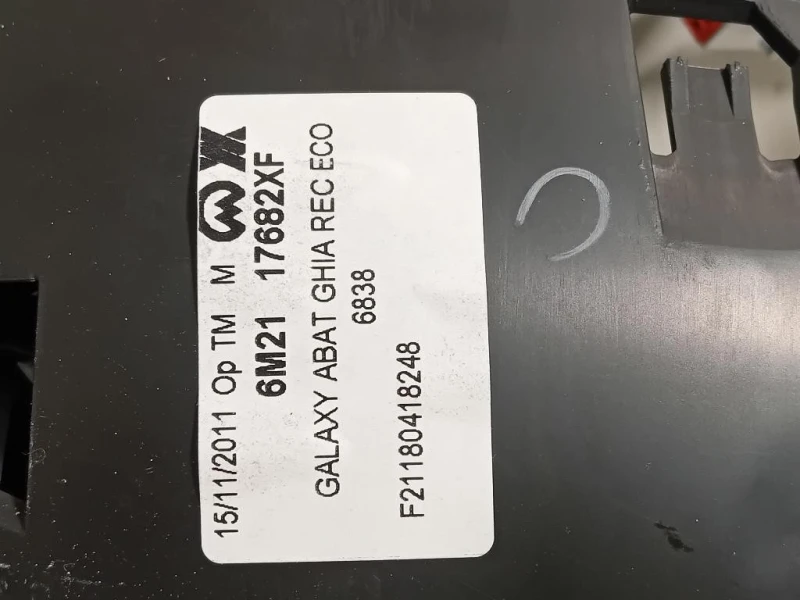 15/11/2011 Op TM M
6M21 17682XF
GALAXY ABAT GHIA REC ECO
6838
F21180418248